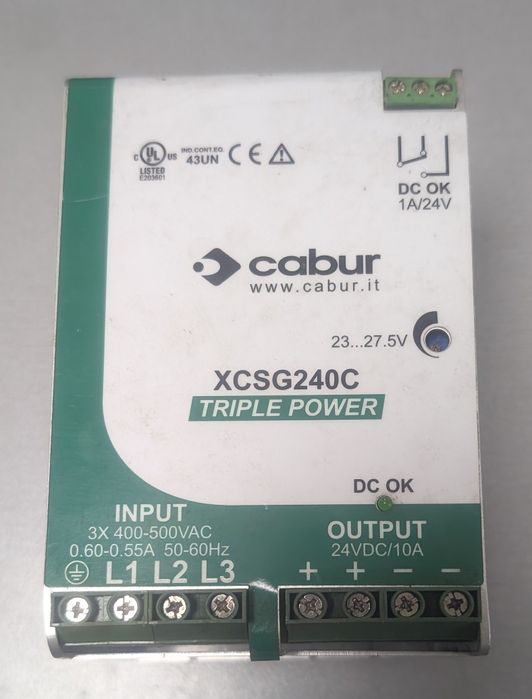 C UL US
LISTED
E203601
IND.CONT.EQ.
43UN
CE
DC OK
1A/24V
cabur
www.cabur.it
23...27.5V
XCSG240C
TRIPLE POWER
DC OK
INPUT
3X 400-500VAC
0.60-0.55A 50-60Hz
L1 L2 L3
OUTPUT
24VDC/10A
+ + - -